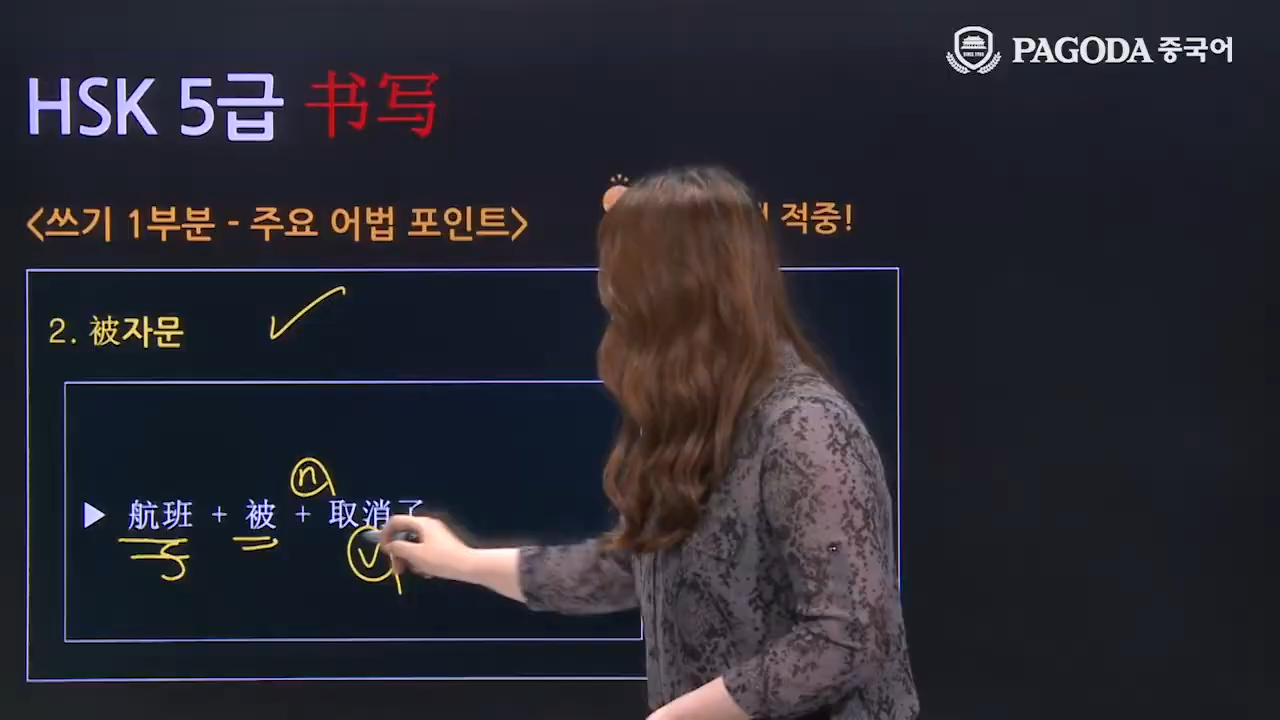 PAGODA 중국어
HSK 5급 书写
<쓰기 1부분 - 주요 어법 포인트>
적중!
2. 被자문
n
▶ 航班 + 被 + 取消了
주
v